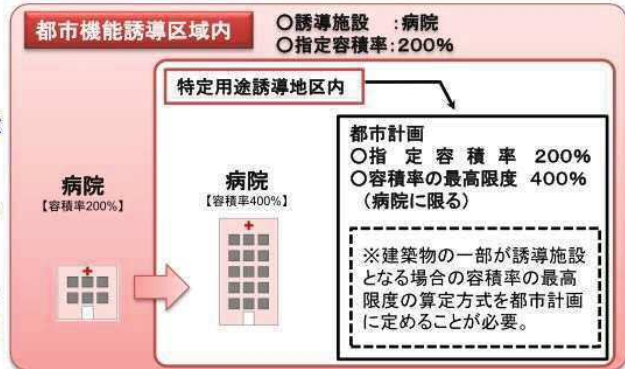 都市機能誘導区域内
○誘導施設 :病院
○指定容積率:200%
特定用途誘導地区内
都市計画
○指定容積率 200%
○容積率の最高限度 400%
(病院に限る)
病院
【容積率200%】
病院
【容積率400%】
※建築物の一部が誘導施設
となる場合の容積率の最高
限度の算定方式を都市計画
に定めることが必要。